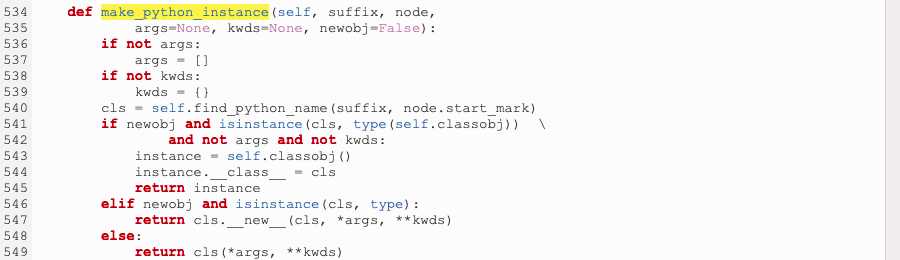 534 def make_python_instance(self, suffix, node,
535 args=None, kwds=None, newobj=False):
536 if not args:
537 args = []
538 if not kwds:
539 kwds = {}
540 cls = self.find_python_name(suffix, node.start_mark)
541 if newobj and isinstance(cls, type(self.classobj)) \
542 and not args and not kwds:
543 instance = self.classobj()
544 instance.__class__ = cls
545 return instance
546 elif newobj and isinstance(cls, type):
547 return cls.__new__(cls, *args, **kwds)
548 else:
549 return cls(*args, **kwds)